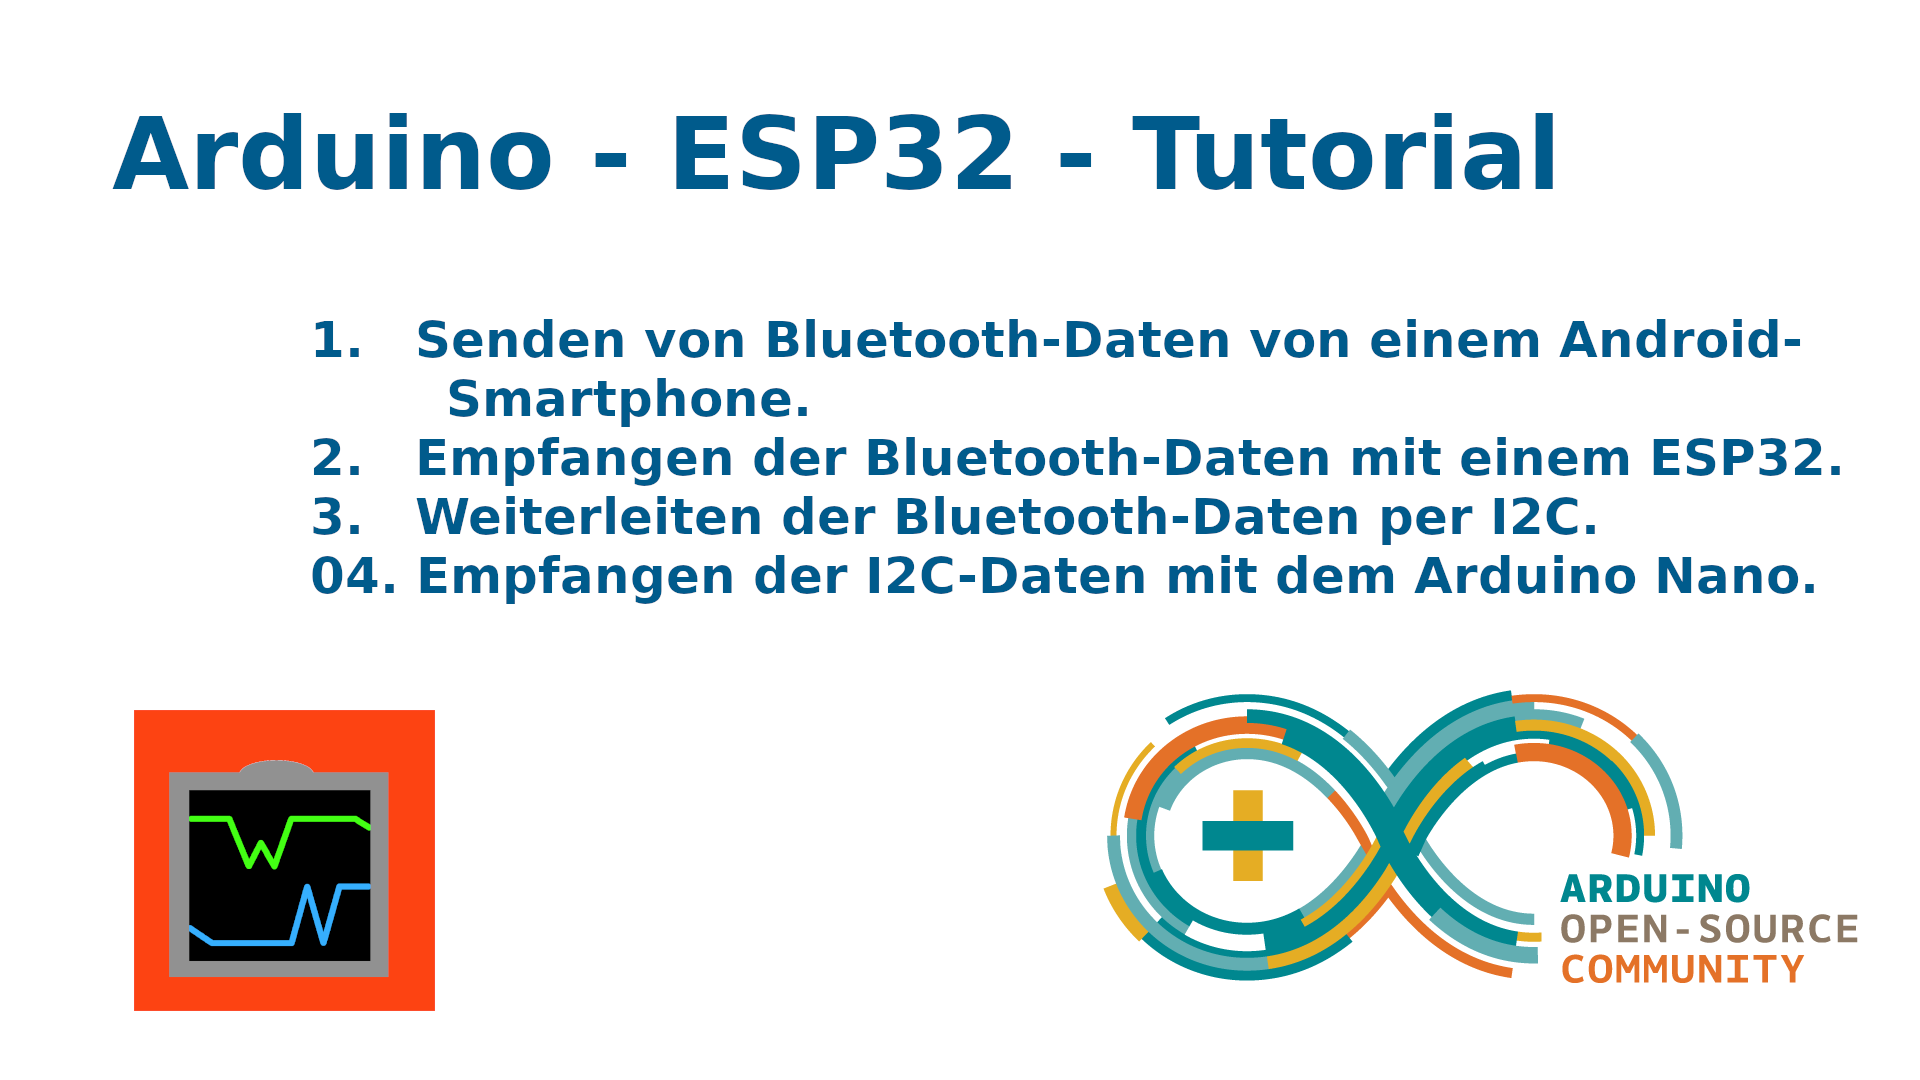 Arduino - ESP32 - Tutorial
1. Senden von Bluetooth-Daten von einem Android-
Smartphone.
2. Empfangen der Bluetooth-Daten mit einem ESP32.
3. Weiterleiten der Bluetooth-Daten per I2C.
04. Empfangen der I2C-Daten mit dem Arduino Nano.
ARDUINO
OPEN-SOURCE
COMMUNITY